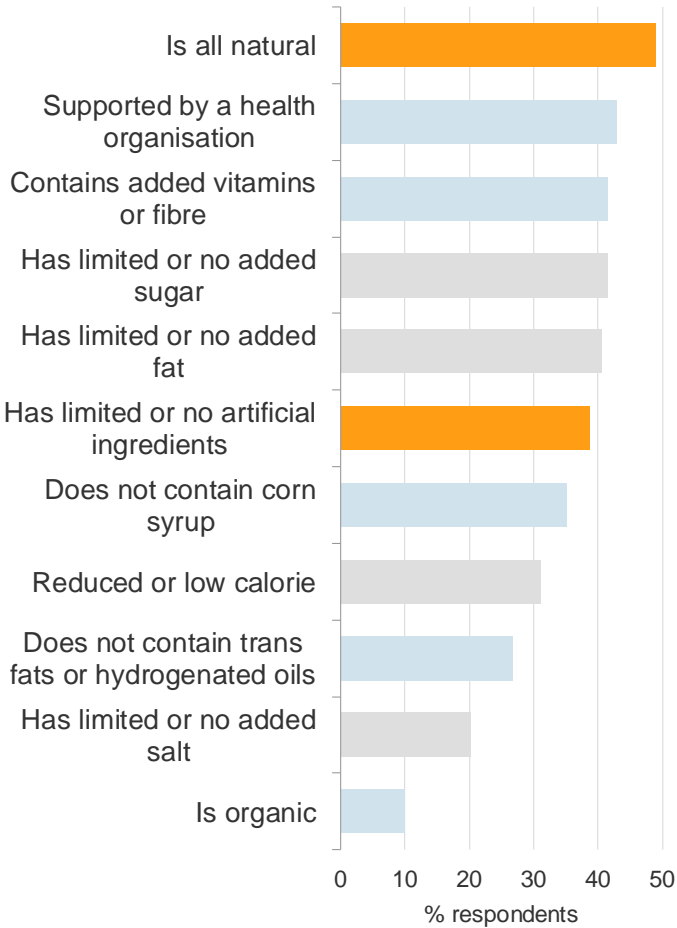 Is all natural
Supported by a health
organisation
Contains added vitamins
or fibre
Has limited or no added
sugar
Has limited or no added
fat
Has limited or no artificial
ingredients
Does not contain corn
syrup
Reduced or low calorie
Does not contain trans
fats or hydrogenated oils
Has limited or no added
salt
Is organic
0 10 20 30 40 50
% respondents